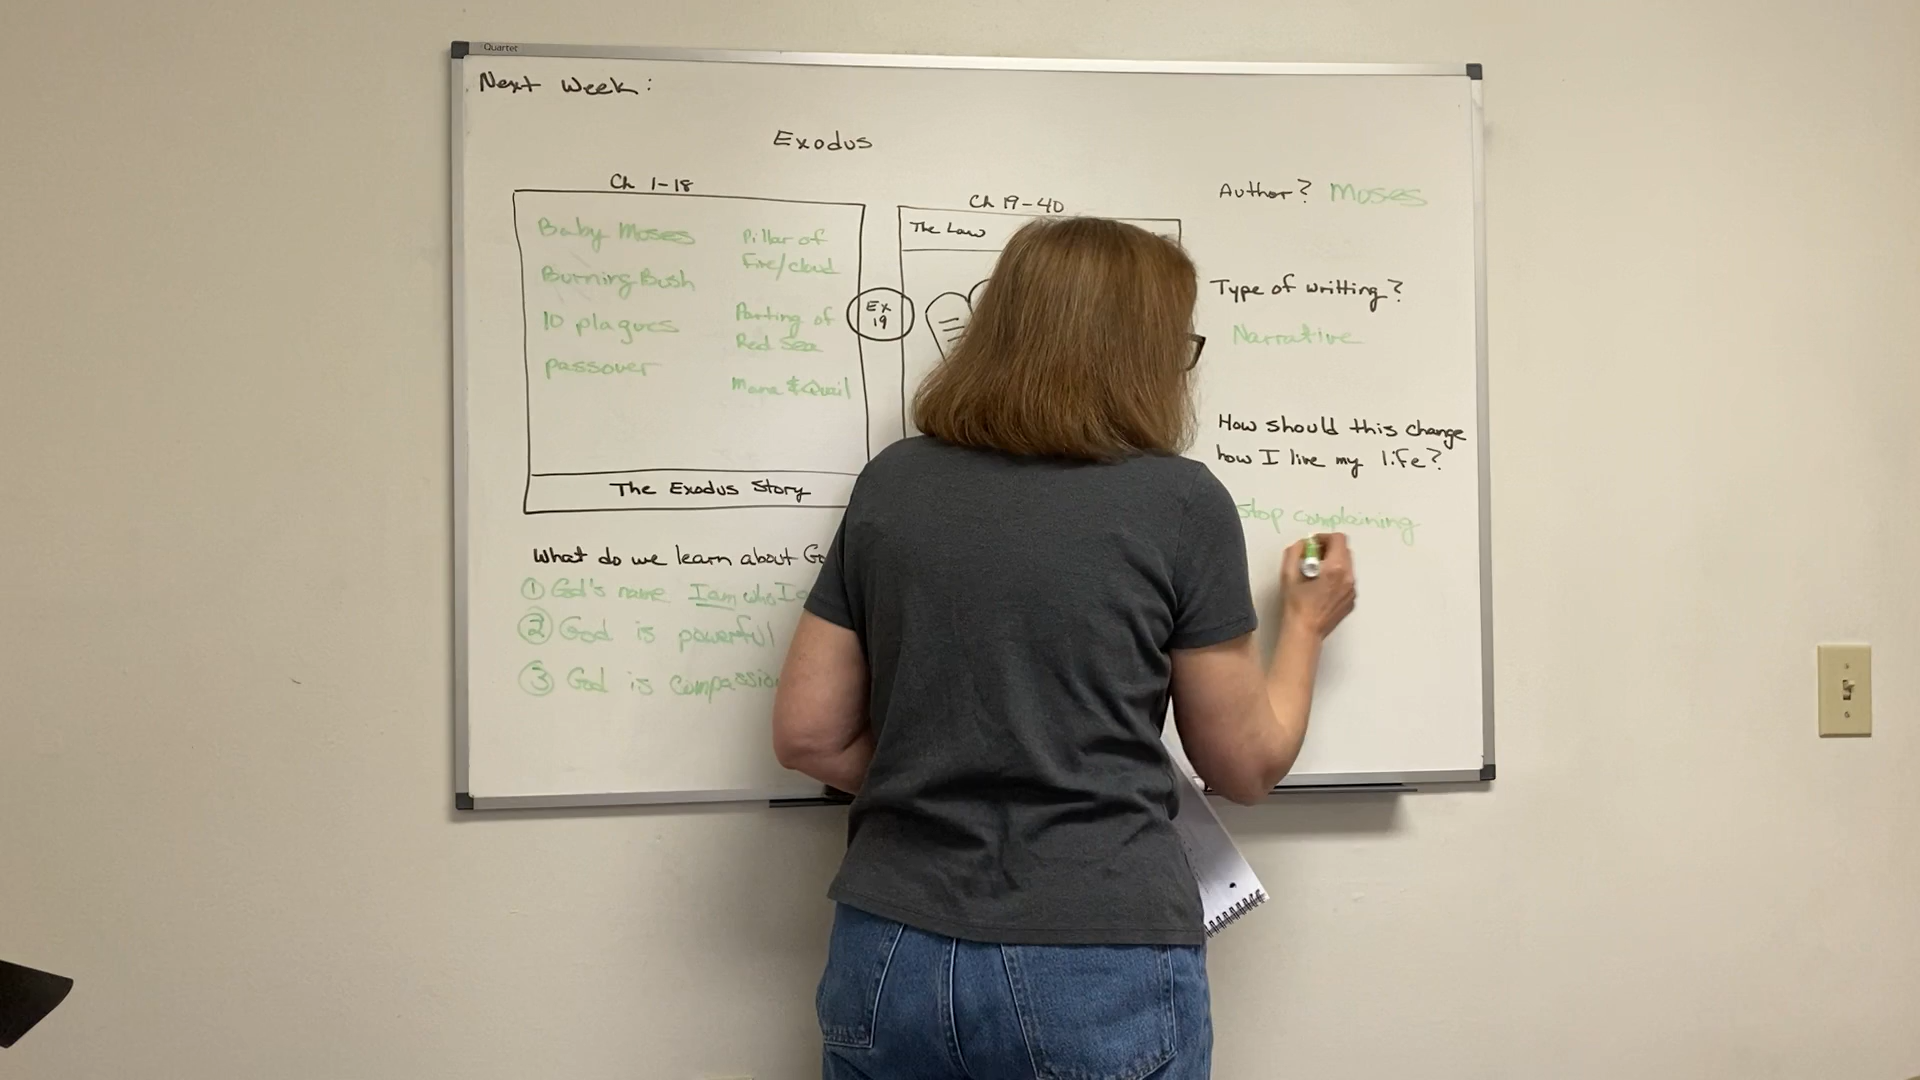 Quartet
Next Week:
Exodus
Ch 1-18
Baby Moses
Burning Bush
10 plagues
passover
Pillar of
Fire/cloud
Parting of
Red Sea
Mana & Quail
The Exodus Story
Ex
19
Ch 19-40
The Law
Author? Moses
Type of writting?
Narrative
How should this change
how I live my life?
Stop complaining
What do we learn about
① God's name I am who I
② God is powerful
③ God is